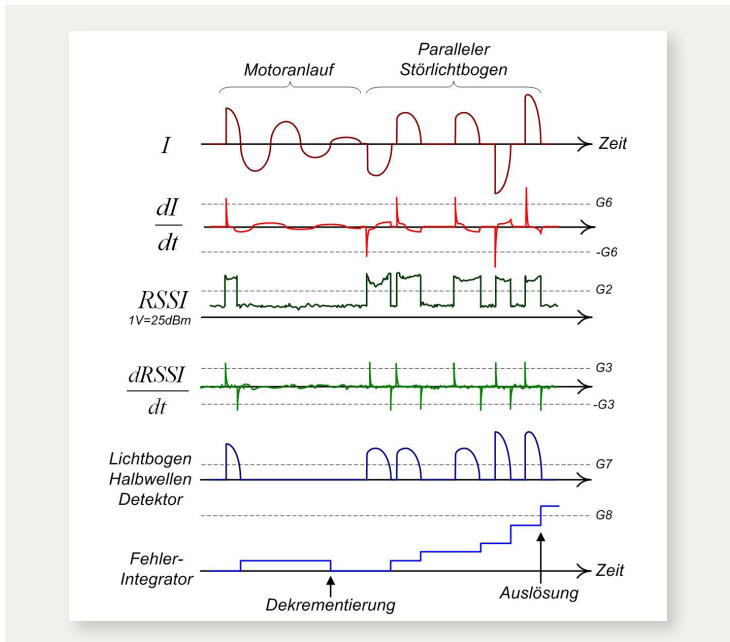 Motoranlauf
Paralleler
Störlichtbogen
I
Zeit
dI
dt
G6
-G6
RSSI
1V=25dBm
G2
dRSSI
dt
G3
-G3
Lichtbogen
Halbwellen
Detektor
G7
G8
Fehler-
Integrator
Zeit
Dekrementierung
Auslösung